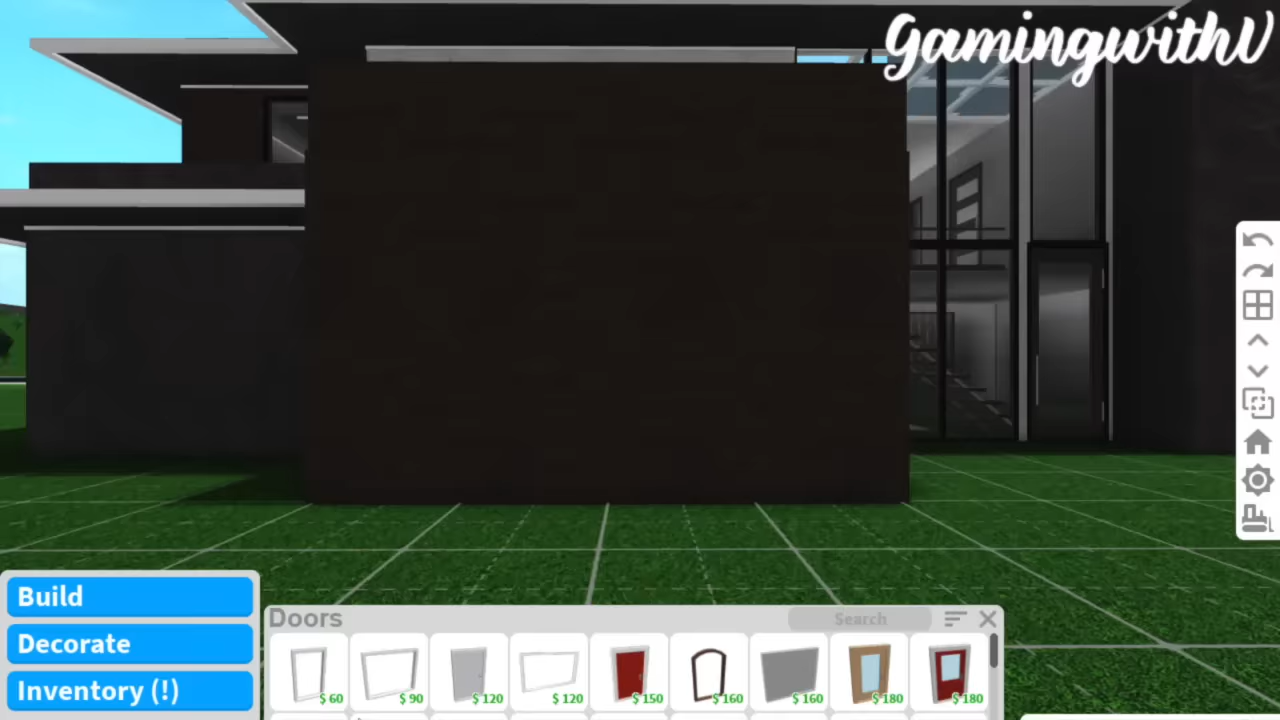 GamingwithV
Build
Decorate
Inventory (!)
Doors
Search
$ 60
$ 90
$ 120
$ 120
$ 150
$ 160
$ 160
$ 180
$ 180